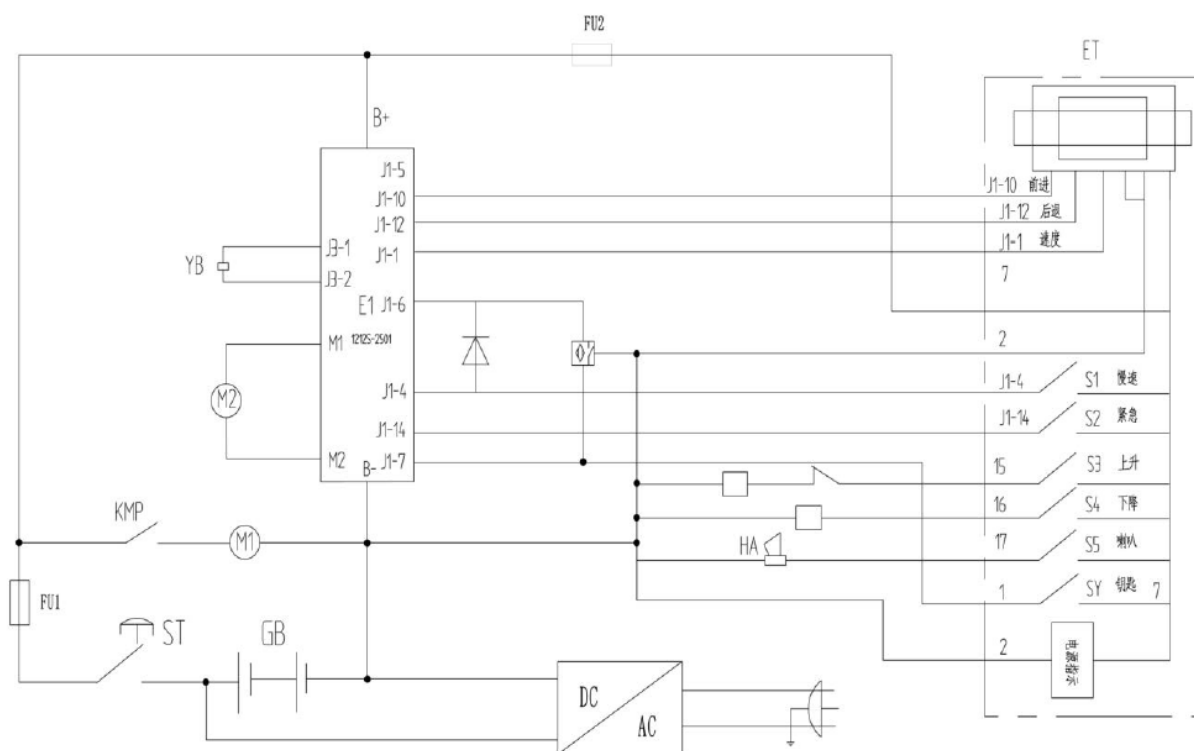 FU2
ET
B+
J1-5
J1-10
J1-12
J1-1
J3-1
J3-2
YB
E1 J1-6
M1 1212S-2501
M2
J1-4
J1-14
M2
B- J1-7
J1-10 前进
J1-12 后退
J1-1 速度
7
2
J1-4 S1 慢速
J1-14 S2 紧急
15 S3 上升
16 S4 下降
HA 17 S5 喇叭
1 SY 钥匙 7
2 电源指示
KMP
M1
FU1
ST
GB
DC
AC